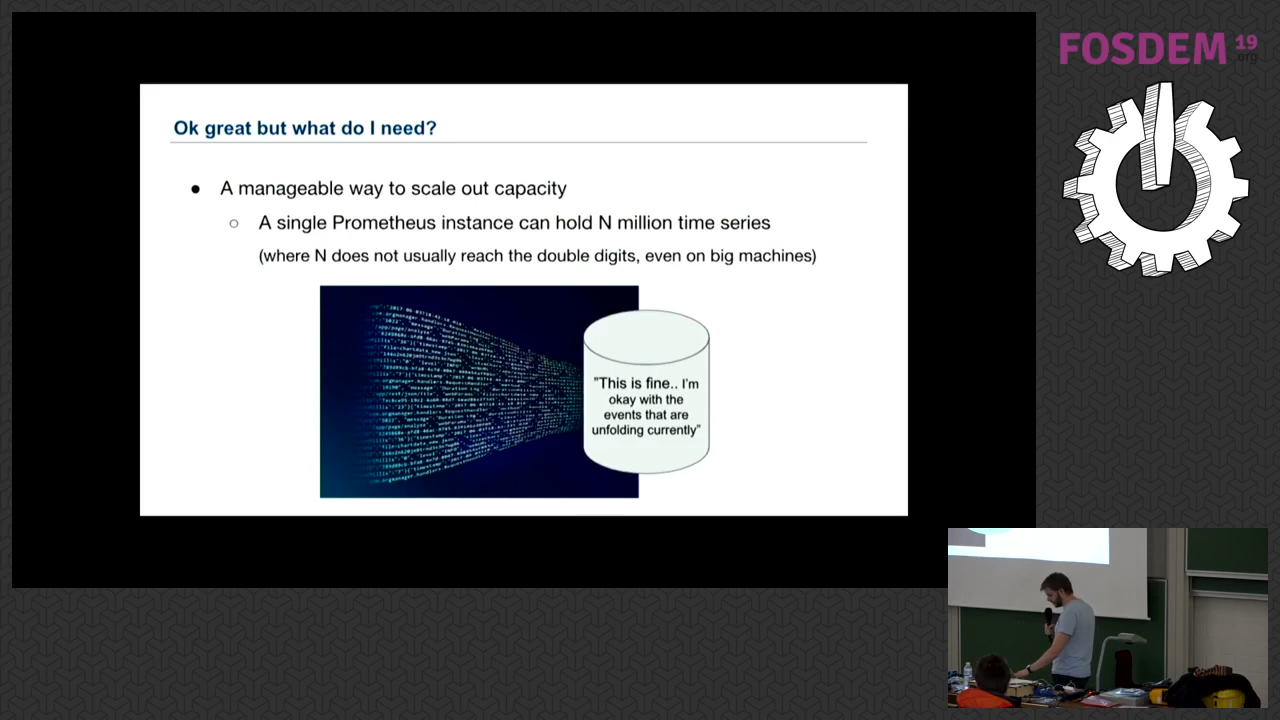 FOSDEM 19
.org
Ok great but what do I need?
● A manageable way to scale out capacity
○ A single Prometheus instance can hold N million time series
(where N does not usually reach the double digits, even on big machines)
"This is fine.. I'm
okay with the
events that are
unfolding currently"